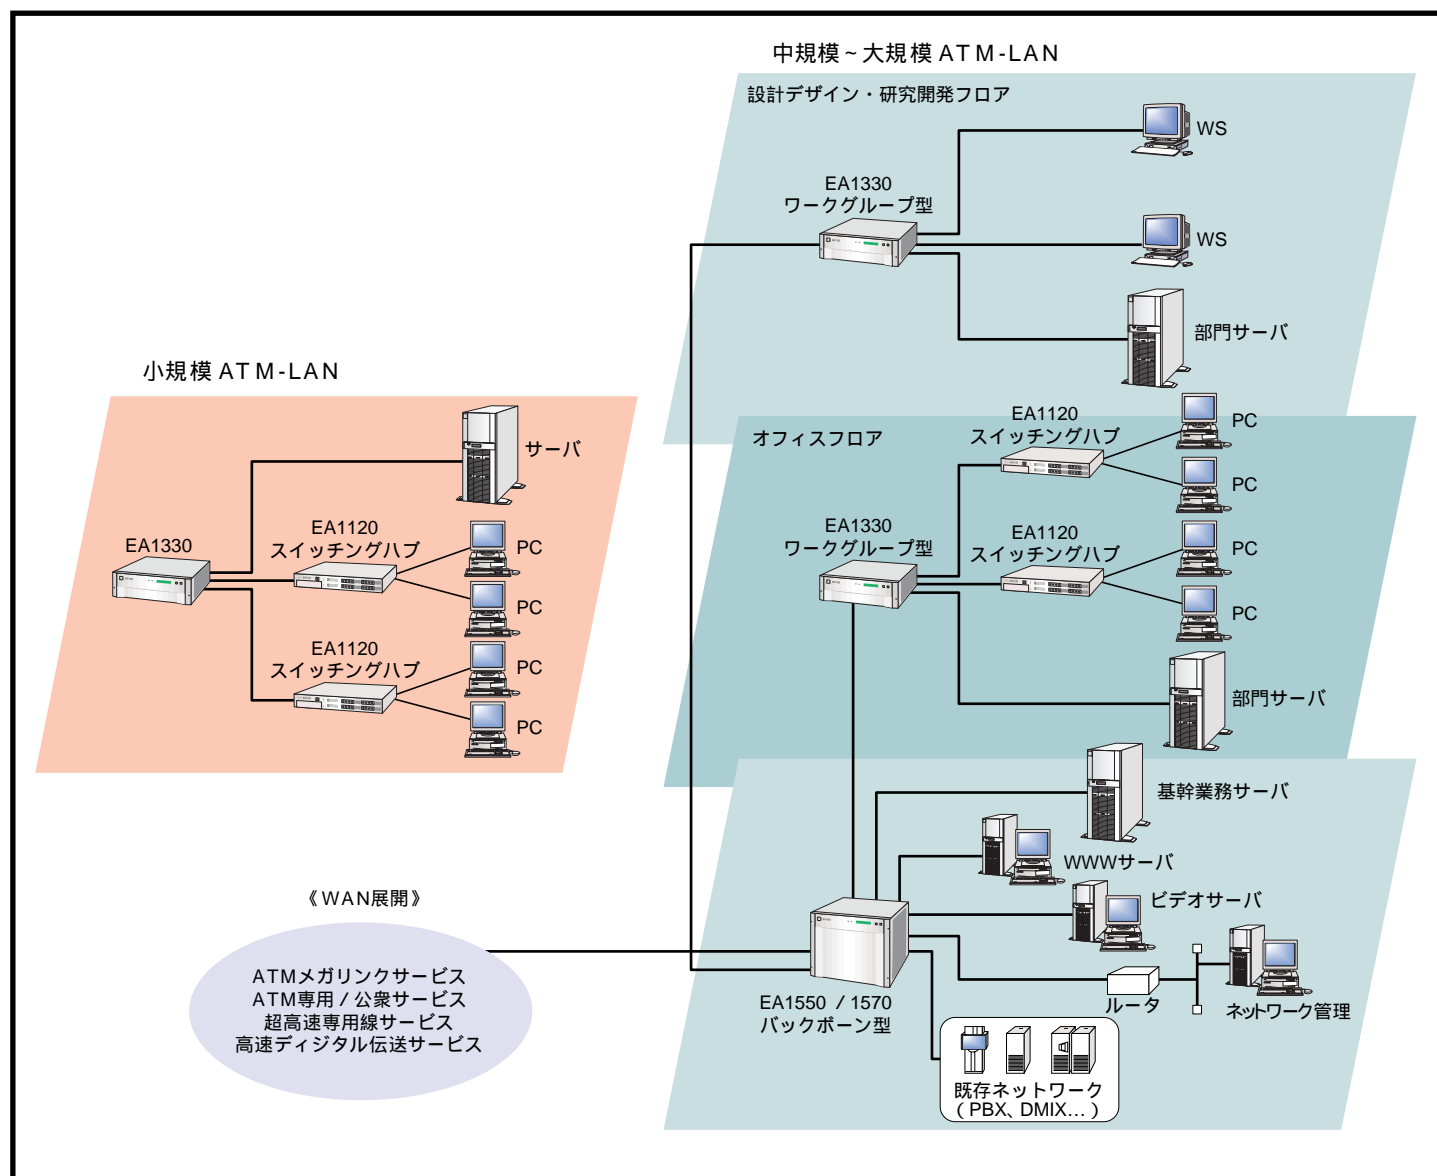 中規模～大規模 ATM-LAN
設計デザイン・研究開発フロア
WS
EA1330
ワークグループ型
WS
部門サーバ
小規模 ATM-LAN
サーバ
EA1330
EA1120
スイッチングハブ
PC
PC
EA1120
スイッチングハブ
PC
PC
オフィスフロア
EA1120
スイッチングハブ
PC
PC
EA1330
ワークグループ型
EA1120
スイッチングハブ
PC
PC
部門サーバ
基幹業務サーバ
WWWサーバ
ビデオサーバ
EA1550 / 1570
バックボーン型
ルータ
ネットワーク管理
既存ネットワーク
（PBX、DMIX…）
《WAN展開》
ATMメガリンクサービス
ATM専用 / 公衆サービス
超高速専用線サービス
高速ディジタル伝送サービス